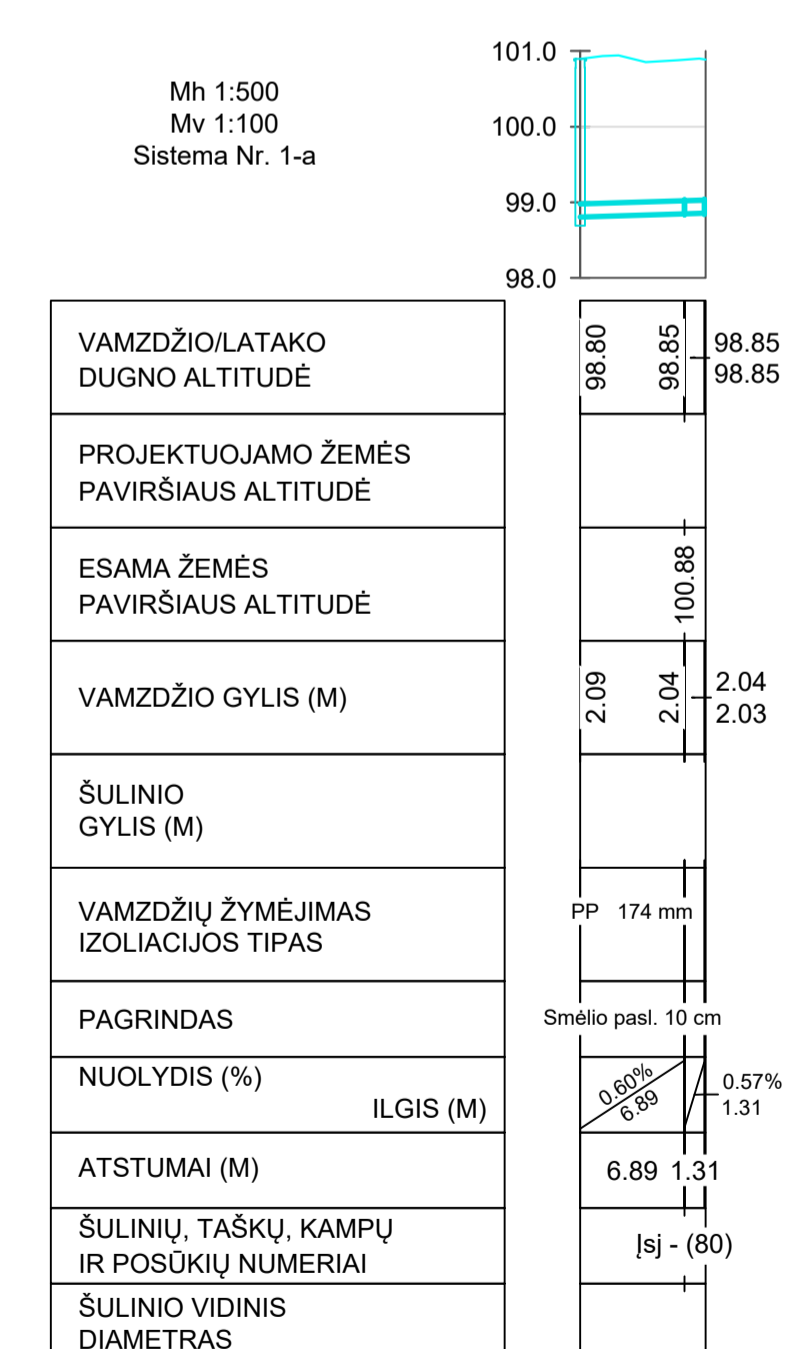 Mh 1:500
Mv 1:100
Sistema Nr. 1-a
101.0
100.0
99.0
98.0
VAMZDŽIO/LATAKO
DUGNO ALTITUDĖ
98.80
98.85
98.85
98.85
PROJEKTUOJAMO ŽEMĖS
PAVIRŠIAUS ALTITUDĖ
ESAMA ŽEMĖS
PAVIRŠIAUS ALTITUDĖ
100.88
VAMZDŽIO GYLIS (M)
2.09
2.04
2.04
2.03
ŠULINIO
GYLIS (M)
VAMZDŽIŲ ŽYMĖJIMAS
IZOLIACIJOS TIPAS
PP 174 mm
PAGRINDAS
Smėlio pasl. 10 cm
NUOLYDIS (%)
ILGIS (M)
0.60%
6.89
0.57%
1.31
ATSTUMAI (M)
6.89 1.31
ŠULINIŲ, TAŠKŲ, KAMPŲ
IR POSŪKIŲ NUMERIAI
Įsj - (80)
ŠULINIO VIDINIS
DIAMETRAS